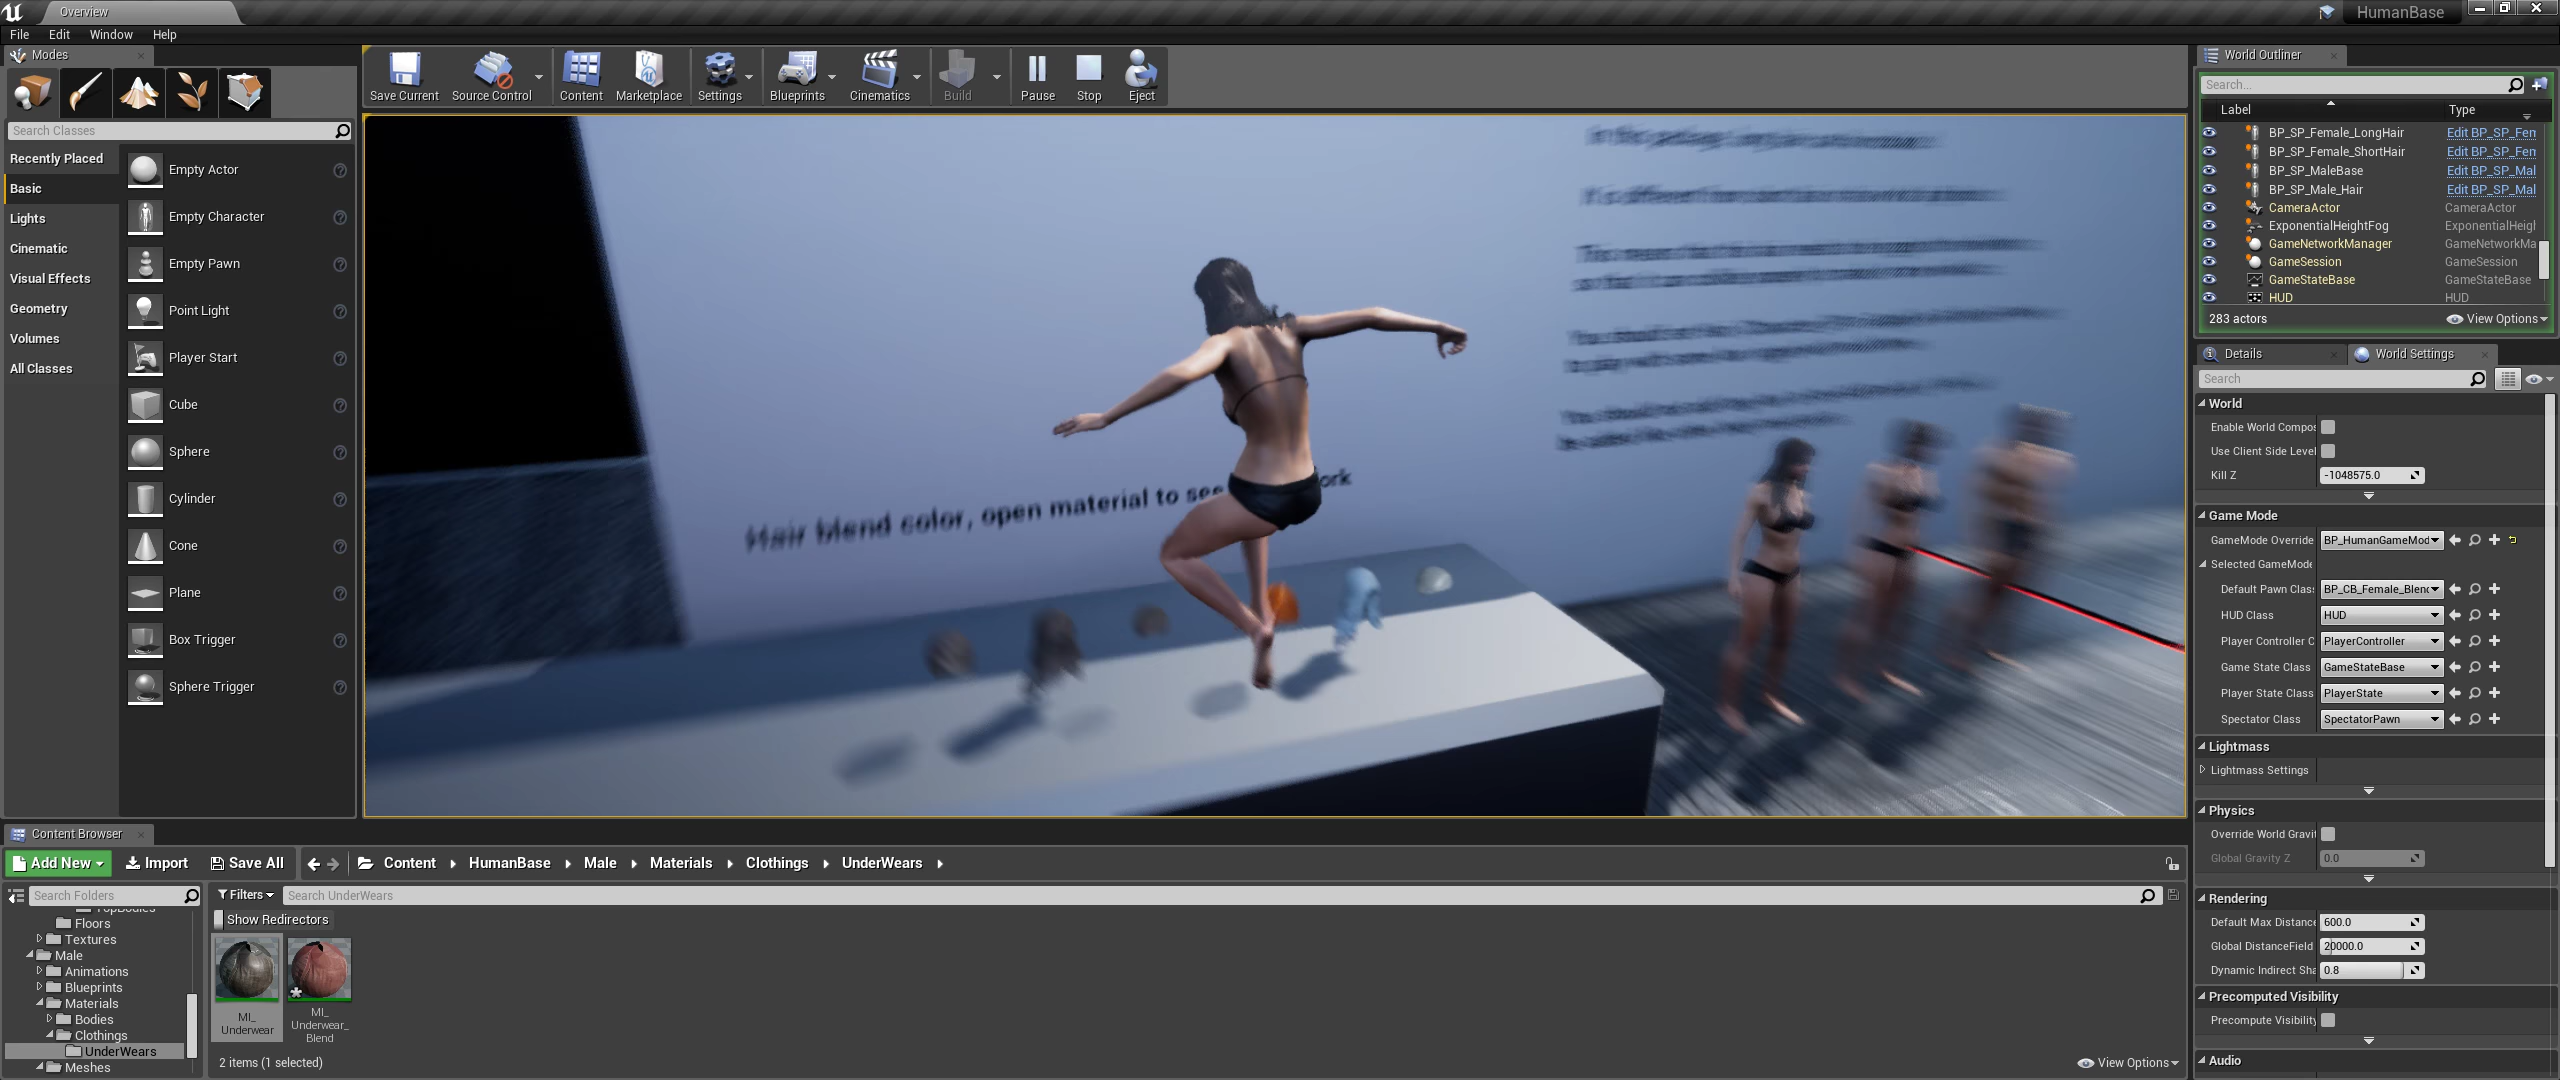 Overview
HumanBase
File Edit Window Help
Modes
Search Classes
Recently Placed
Basic
Lights
Cinematic
Visual Effects
Geometry
Volumes
All Classes
Empty Actor
Empty Character
Empty Pawn
Point Light
Player Start
Cube
Sphere
Cylinder
Cone
Plane
Box Trigger
Sphere Trigger
Save Current Source Control Content Marketplace Settings Blueprints Cinematics Build Pause Stop Eject
Hair blend color, open material to see
World Outliner
Search...
Label Type
BP_SP_Female_LongHair Edit BP_SP_Fem
BP_SP_Female_ShortHair Edit BP_SP_Fem
BP_SP_MaleBase Edit BP_SP_Mal
BP_SP_Male_Hair Edit BP_SP_Mal
CameraActor CameraActor
ExponentialHeightFog ExponentialHeigh
GameNetworkManager GameNetworkMa
GameSession GameSession
GameStateBase GameStateBase
HUD HUD
283 actors View Options
Details World Settings
Search
World
Enable World Compos
Use Client Side Level
Kill Z -1048575.0
Game Mode
GameMode Override BP_HumanGameMod
Selected GameMode
Default Pawn Class BP_CB_Female_Blend
HUD Class HUD
Player Controller C PlayerController
Game State Class GameStateBase
Player State Class PlayerState
Spectator Class SpectatorPawn
Lightmass
Lightmass Settings
Physics
Override World Gravit
Global Gravity Z 0.0
Rendering
Default Max Distance 600.0
Global DistanceField 20000.0
Dynamic Indirect Sha 0.8
Precomputed Visibility
Precompute Visibility
Audio
Content Browser
Add New Import Save All Content HumanBase Male Materials Clothings UnderWears
Search Folders
Filters Search UnderWears
Show Redirectors
TopBodies
Floors
Textures
Male
Animations
Blueprints
Materials
Bodies
Clothings
UnderWears
Meshes
MI_
Underwear
MI_
Underwear_
Blend
2 items (1 selected)
View Options